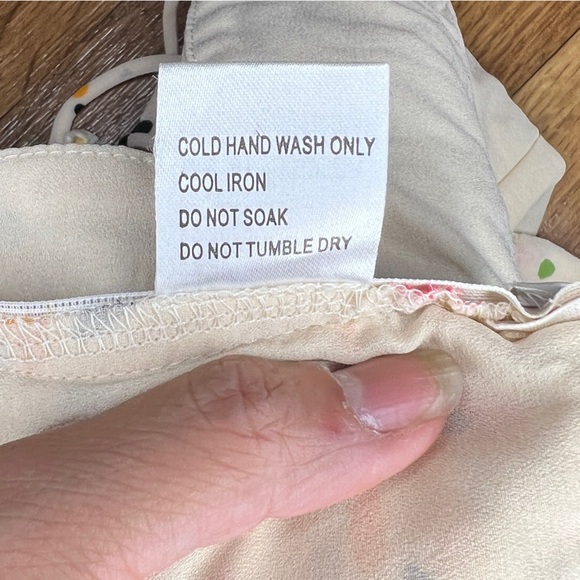 COLD HAND WASH ONLY
COOL IRON
DO NOT SOAK
DO NOT TUMBLE DRY